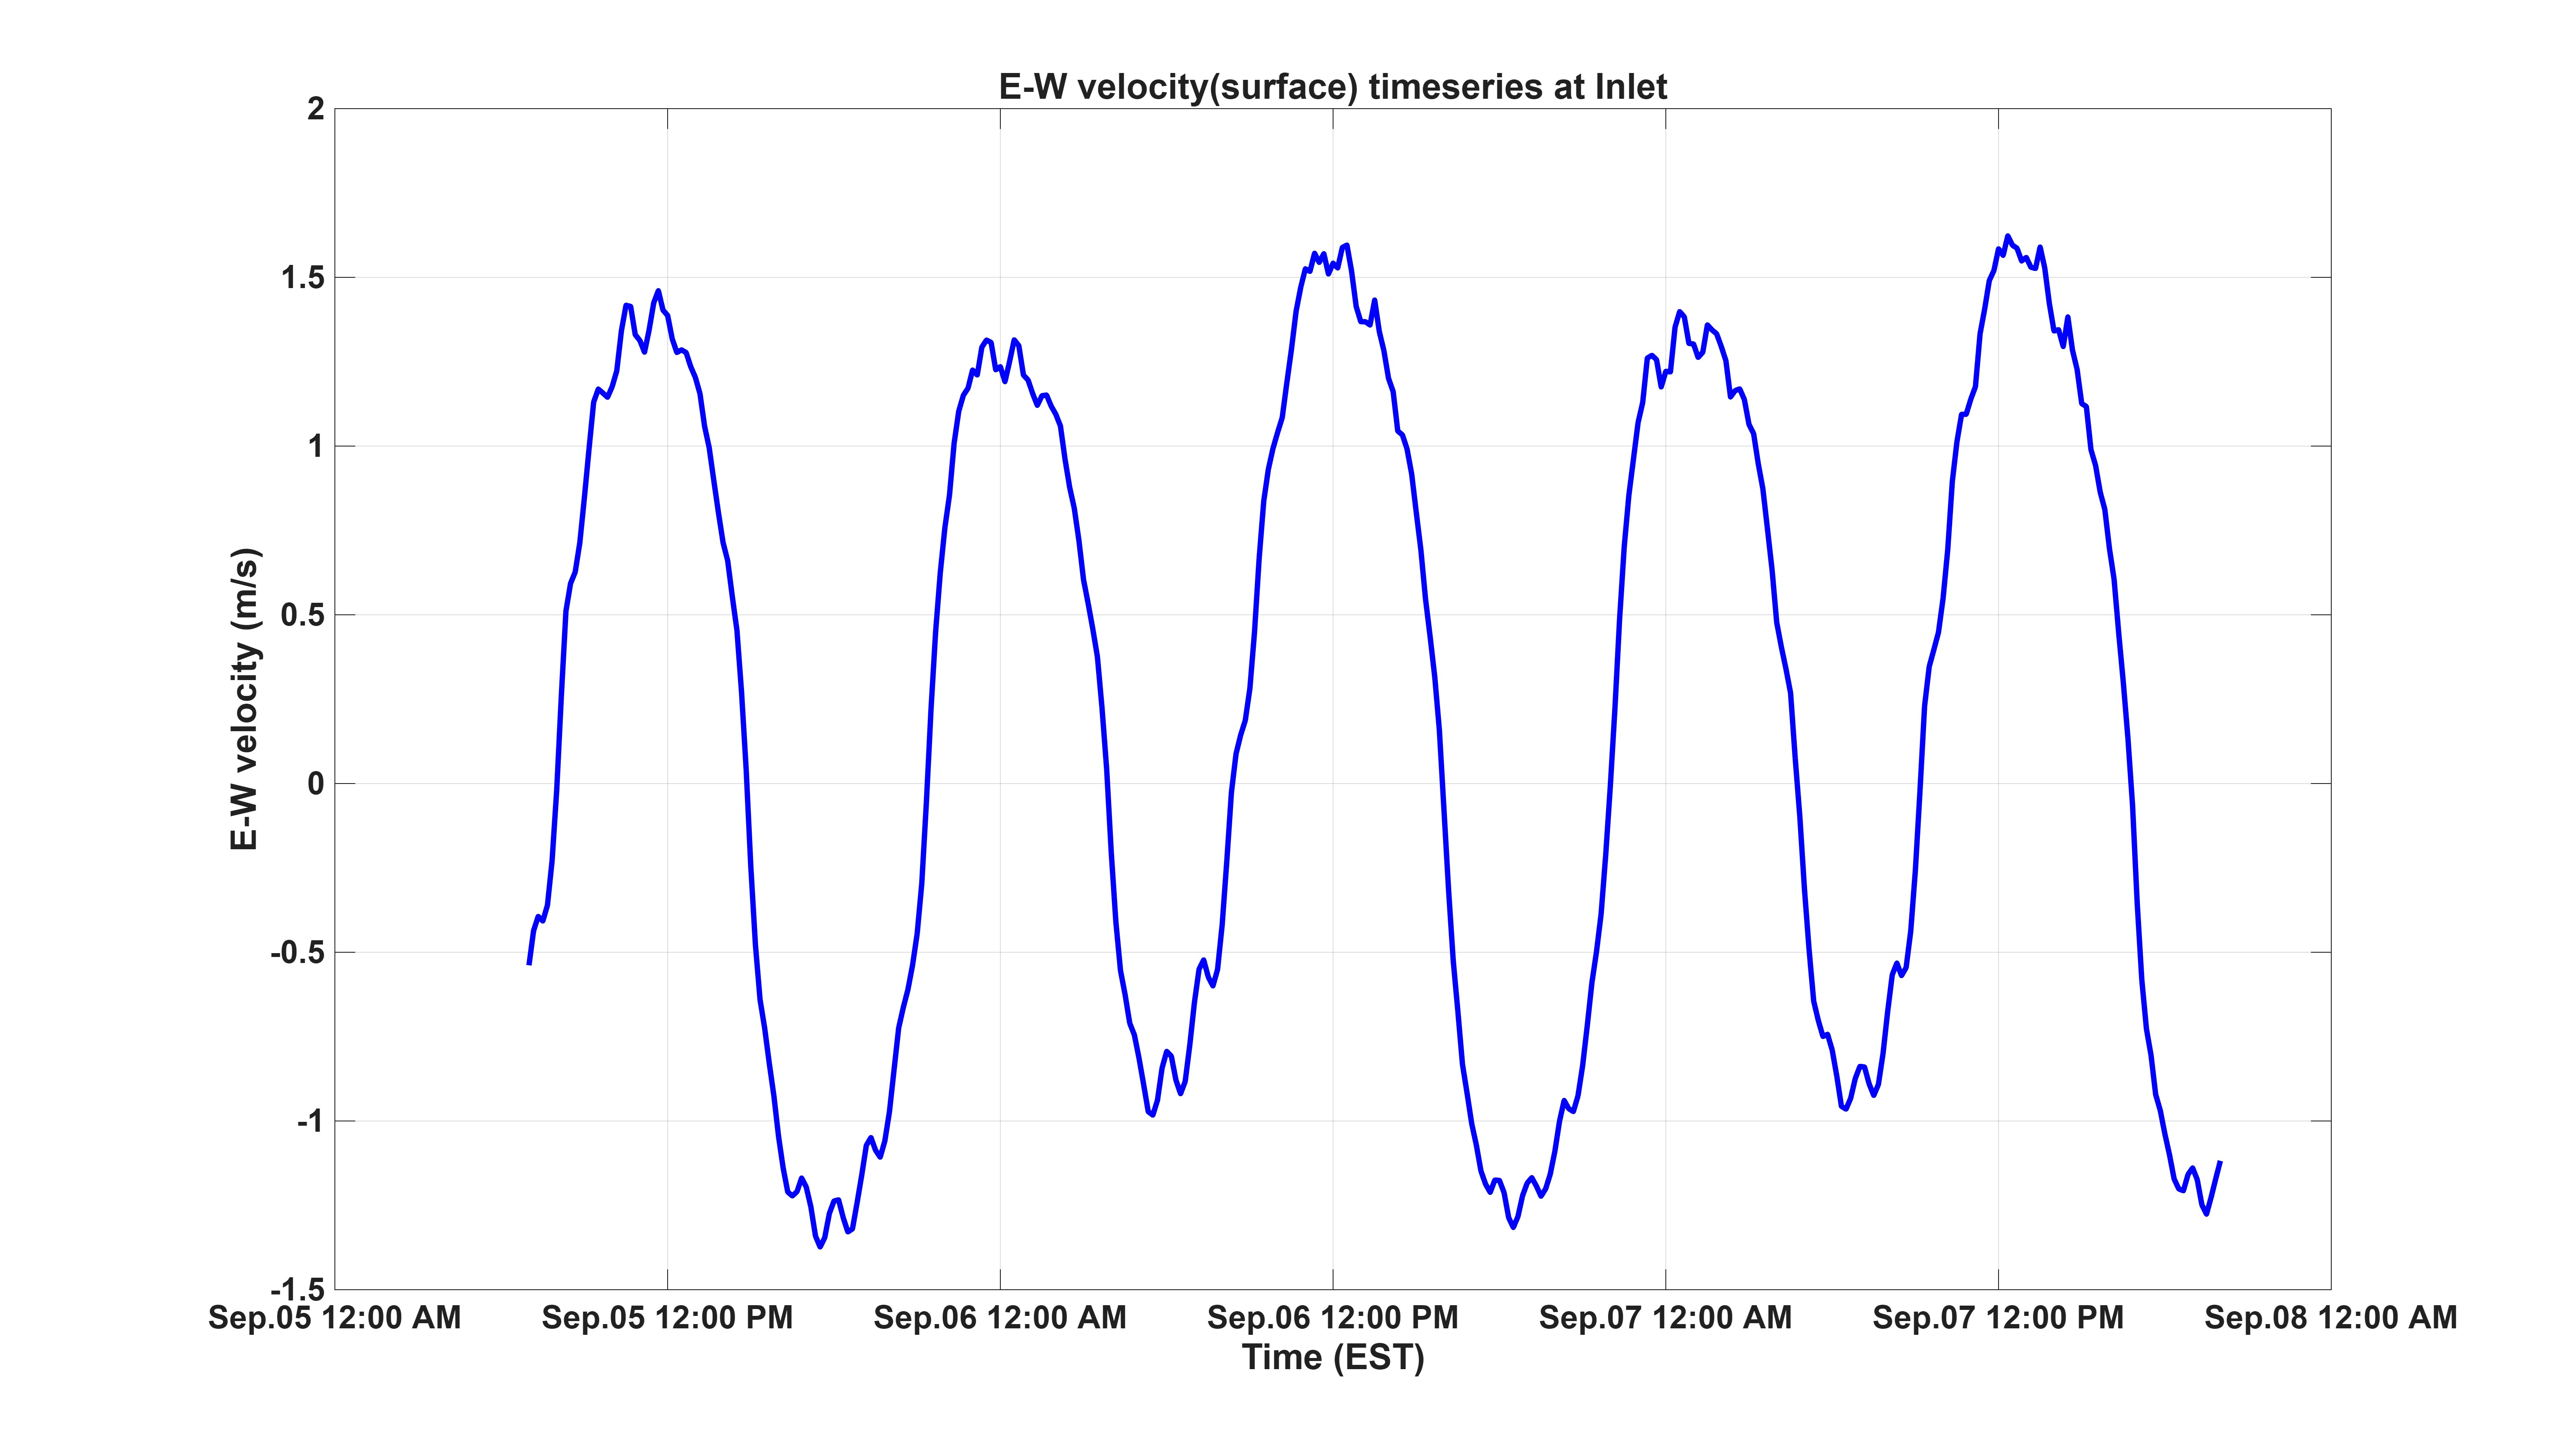 E-W velocity(surface) timeseries at Inlet
2
1.5
1
0.5
0
-0.5
-1
-1.5
E-W velocity (m/s)
Sep.05 12:00 AM Sep.05 12:00 PM Sep.06 12:00 AM Sep.06 12:00 PM Sep.07 12:00 AM Sep.07 12:00 PM Sep.08 12:00 AM
Time (EST)